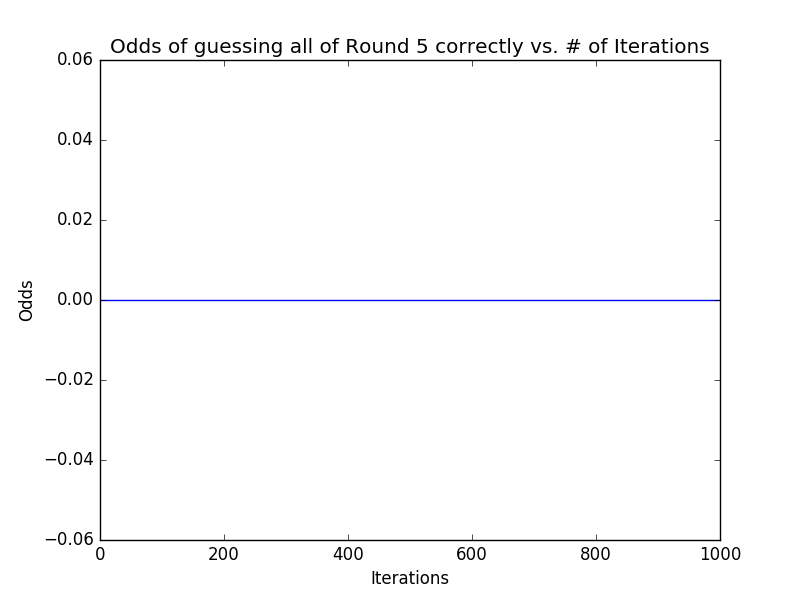 Odds of guessing all of Round 5 correctly vs. # of Iterations
0.06
0.04
0.02
0.00
−0.02
−0.04
−0.06
Odds
0 200 400 600 800 1000
Iterations